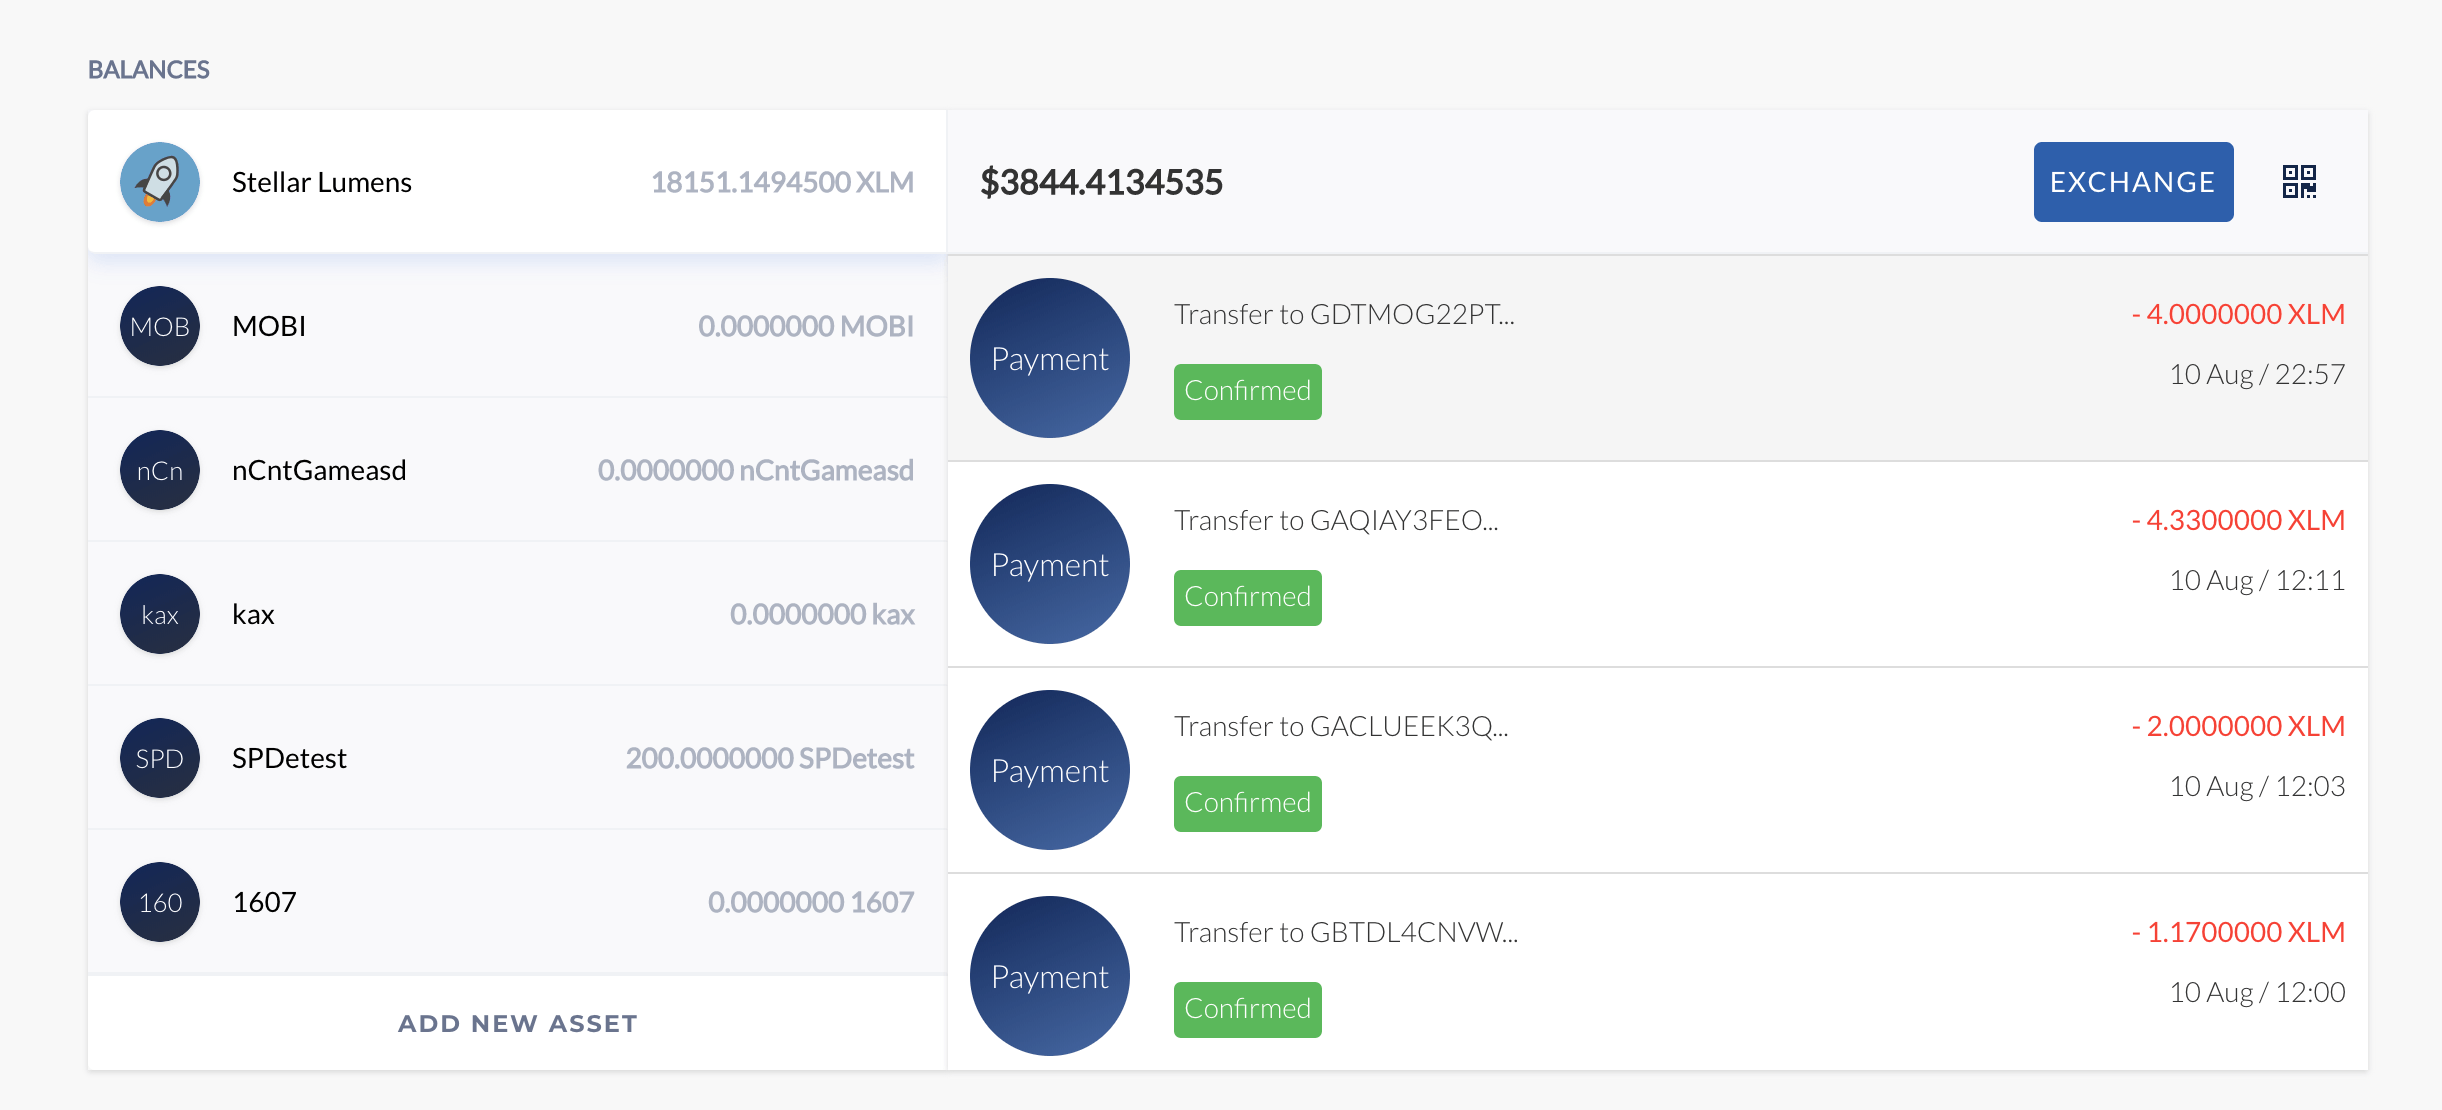 BALANCES
Stellar Lumens 18151.1494500 XLM
MOB MOBI 0.0000000 MOBI
nCn nCntGameasd 0.0000000 nCntGameasd
kax kax 0.0000000 kax
SPD SPDetest 200.0000000 SPDetest
160 1607 0.0000000 1607
ADD NEW ASSET
$3844.4134535 EXCHANGE
Payment
Transfer to GDTMOG22PT... - 4.0000000 XLM
Confirmed 10 Aug / 22:57
Payment
Transfer to GAQIAY3FEO... - 4.3300000 XLM
Confirmed 10 Aug / 12:11
Payment
Transfer to GACLUEEK3Q... - 2.0000000 XLM
Confirmed 10 Aug / 12:03
Payment
Transfer to GBTDL4CNVW... - 1.1700000 XLM
Confirmed 10 Aug / 12:00